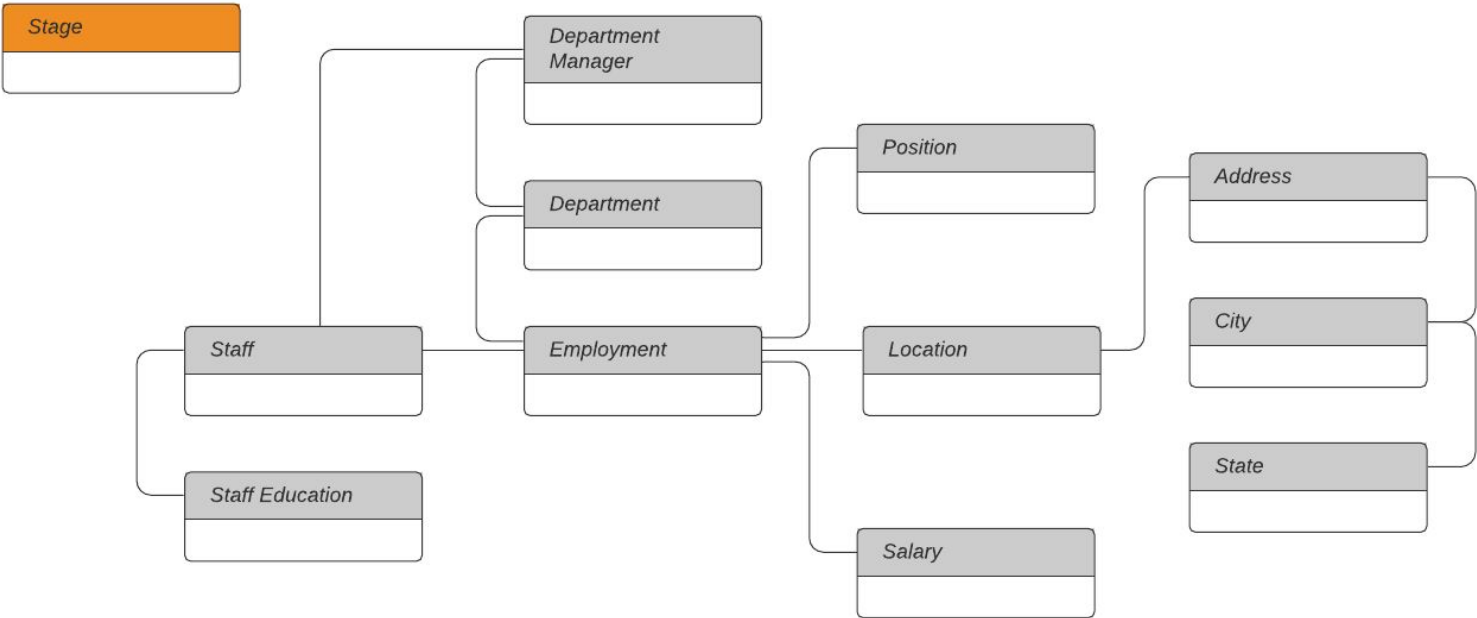 Stage
Department
Manager
Position
Address
Department
City
Staff
Employment
Location
State
Staff Education
Salary